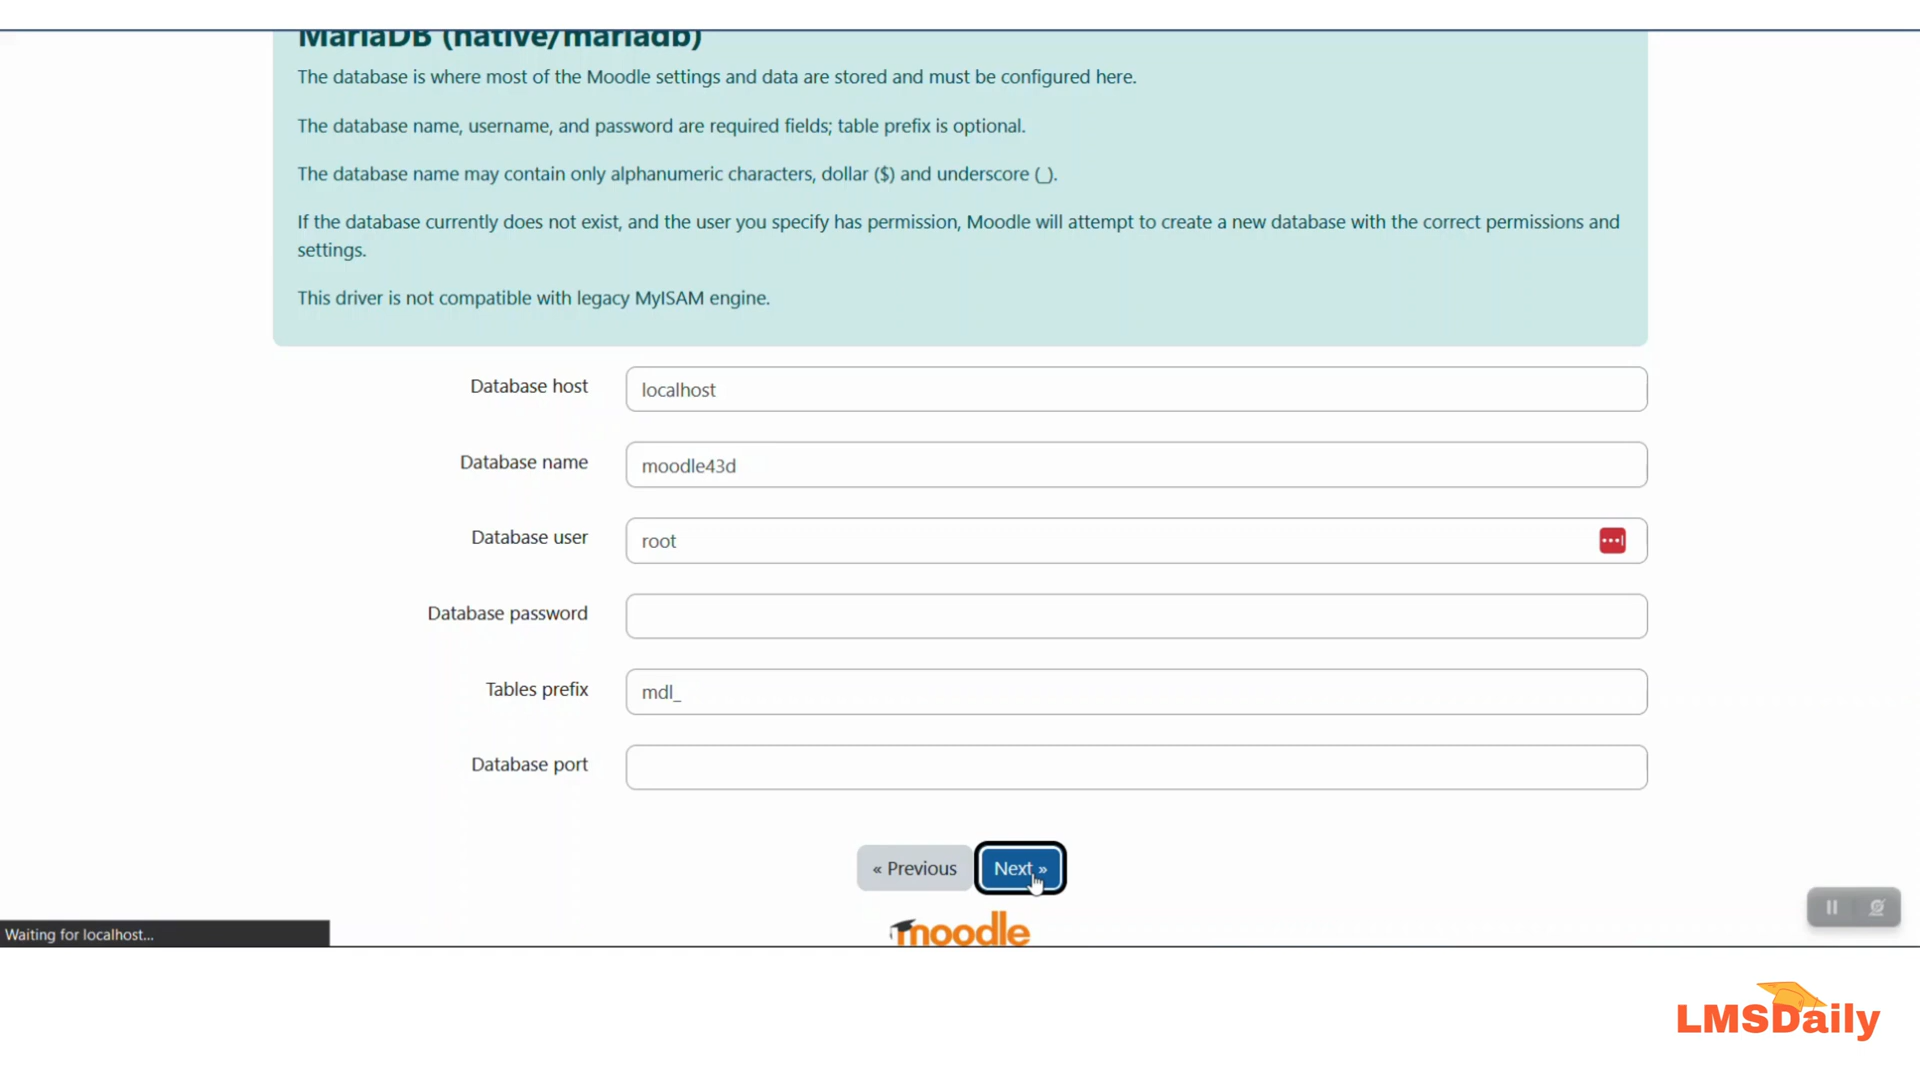 MariaDB (native/mariadb)
The database is where most of the Moodle settings and data are stored and must be configured here.
The database name, username, and password are required fields; table prefix is optional.
The database name may contain only alphanumeric characters, dollar ($) and underscore (_).
If the database currently does not exist, and the user you specify has permission, Moodle will attempt to create a new database with the correct permissions and
settings.
This driver is not compatible with legacy MyISAM engine.
Database host
localhost
Database name
moodle43d
Database user
root
Database password
Tables prefix
mdl_
Database port
« Previous
Next »
moodle
Waiting for localhost...
LMSDaily